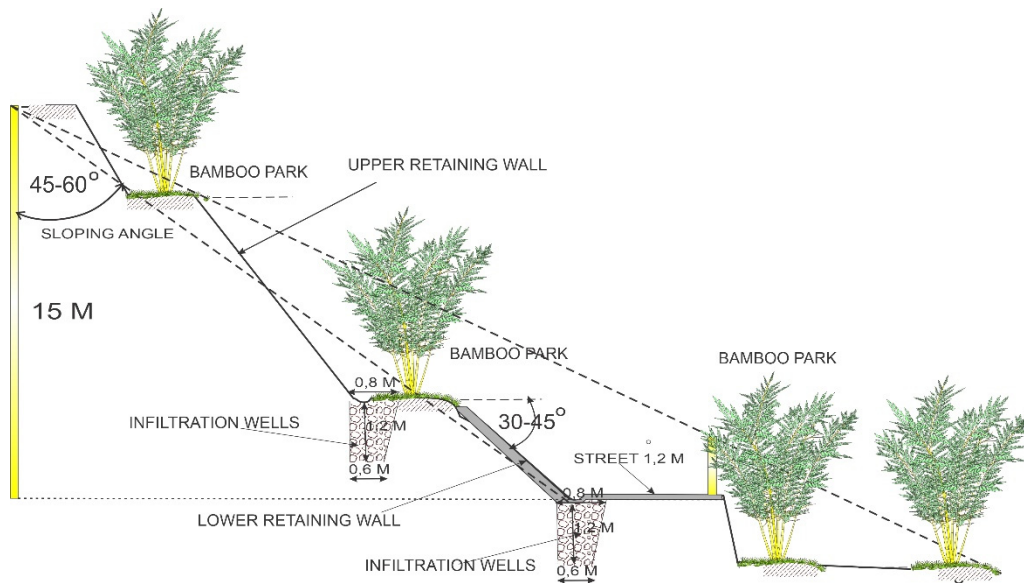 BAMBOO PARK
UPPER RETAINING WALL
45-60°
SLOPING ANGLE
15 M
BAMBOO PARK
BAMBOO PARK
0,8 M
30-45°
INFILTRATION WELLS
1,2 M
STREET 1,2 M
0,6 M
0,8 M
LOWER RETAINING WALL
1,2 M
INFILTRATION WELLS
0,6 M